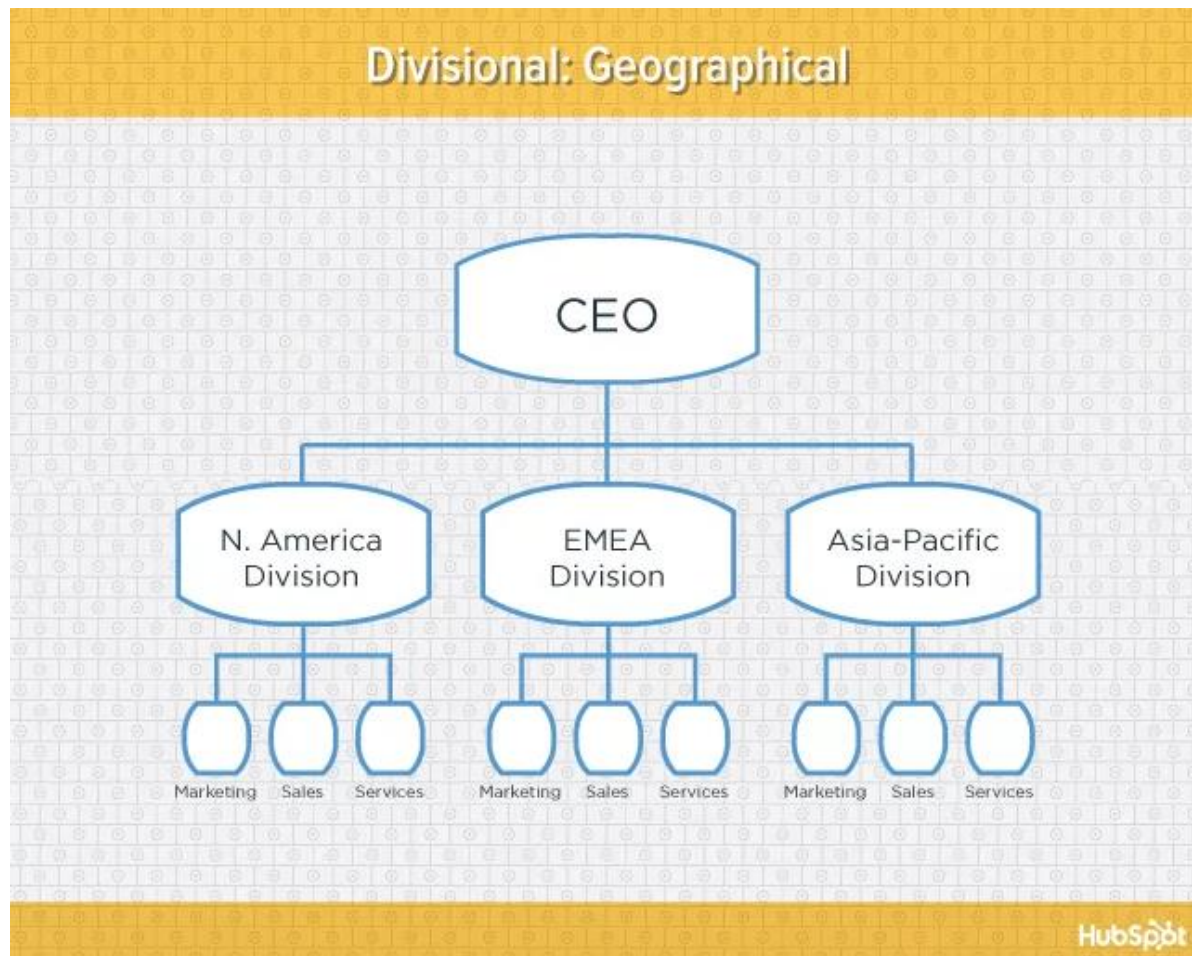 Divisional: Geographical
CEO
N. America
Division
EMEA
Division
Asia-Pacific
Division
Marketing Sales Services
Marketing Sales Services
Marketing Sales Services
HubSpot